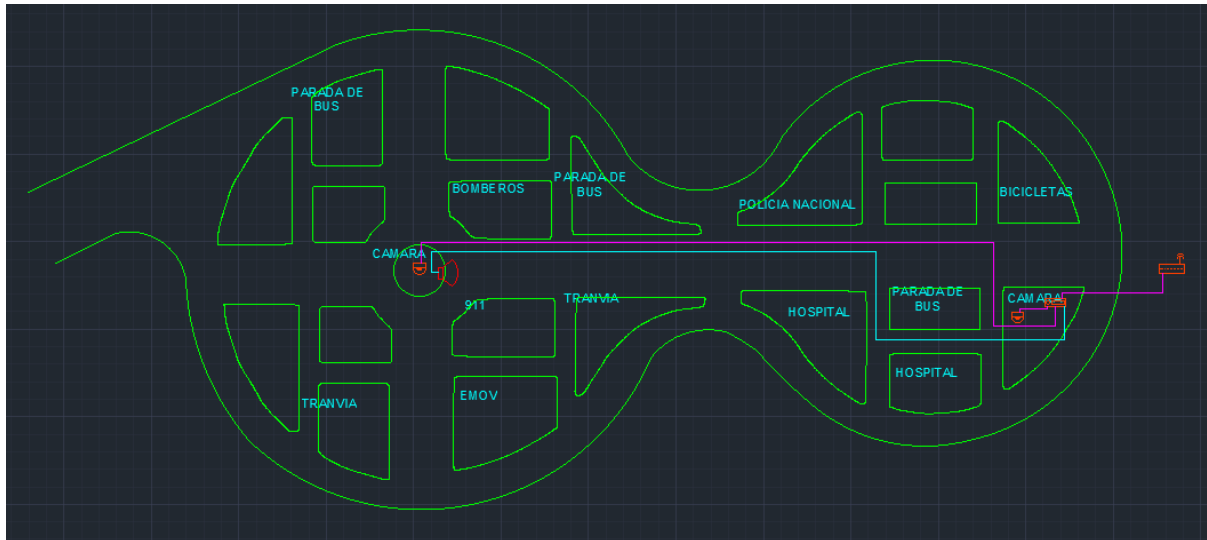 PARADA DE
BUS
BOMBEROS
PARADA DE
BUS
POLICIA NACIONAL
BICICLETAS
CAMARA
911
TRANVIA
HOSPITAL
PARADA DE
BUS
CAMARA
HOSPITAL
TRANVIA
EMOV